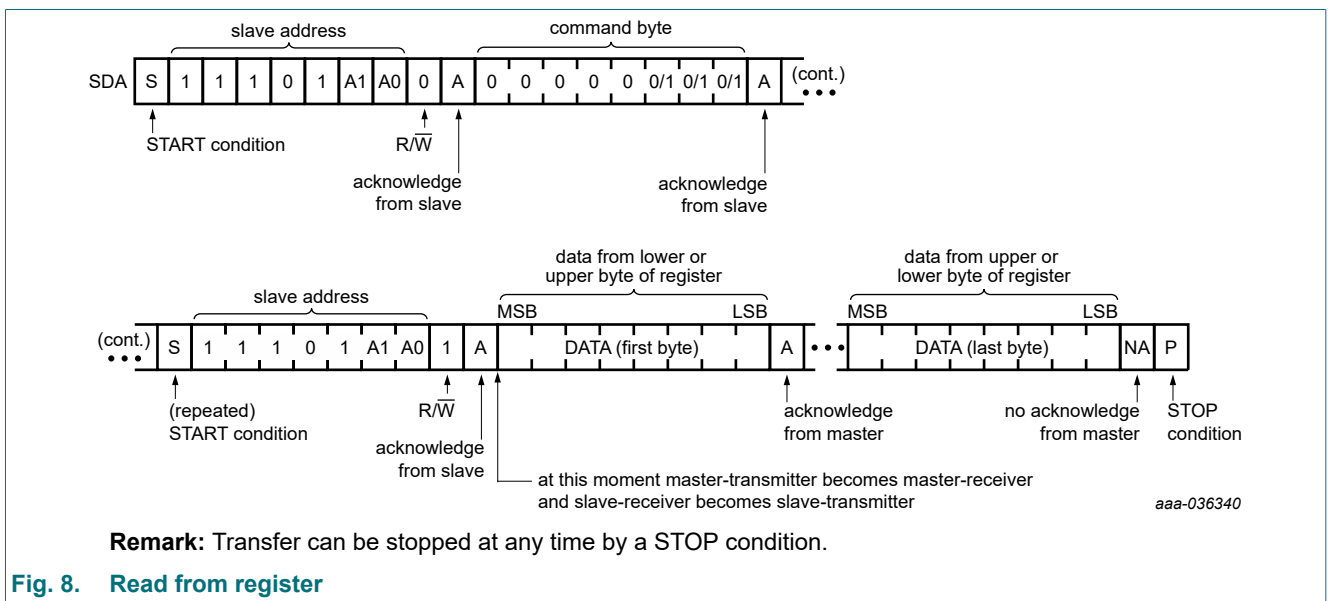 slave address
command byte
SDA S 1 1 1 0 1 A1 A0 0 A 0 0 0 0 0 0/1 0/1 0/1 A (cont.)
START condition
R/W̅
acknowledge
from slave
acknowledge
from slave
data from lower or
upper byte of register
data from upper or
lower byte of register
slave address
MSB LSB MSB LSB
(cont.) S 1 1 1 0 1 A1 A0 1 A DATA (first byte) A DATA (last byte) NA P
(repeated)
START condition
R/W̅
acknowledge
from slave
acknowledge
from master
no acknowledge
from master
STOP
condition
at this moment master-transmitter becomes master-receiver
and slave-receiver becomes slave-transmitter
aaa-036340
Remark: Transfer can be stopped at any time by a STOP condition.
Fig. 8. Read from register